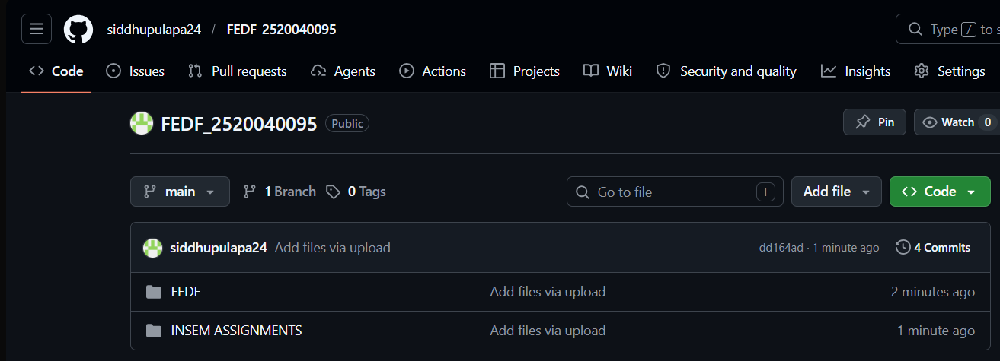 siddhupulapa24 / FEDF_2520040095 Type / to s
Code Issues Pull requests Agents Actions Projects Wiki Security and quality Insights Settings
FEDF_2520040095 Public Pin Watch 0
main 1 Branch 0 Tags Go to file T Add file Code
siddhupulapa24 Add files via upload dd164ad · 1 minute ago 4 Commits
FEDF Add files via upload 2 minutes ago
INSEM ASSIGNMENTS Add files via upload 1 minute ago